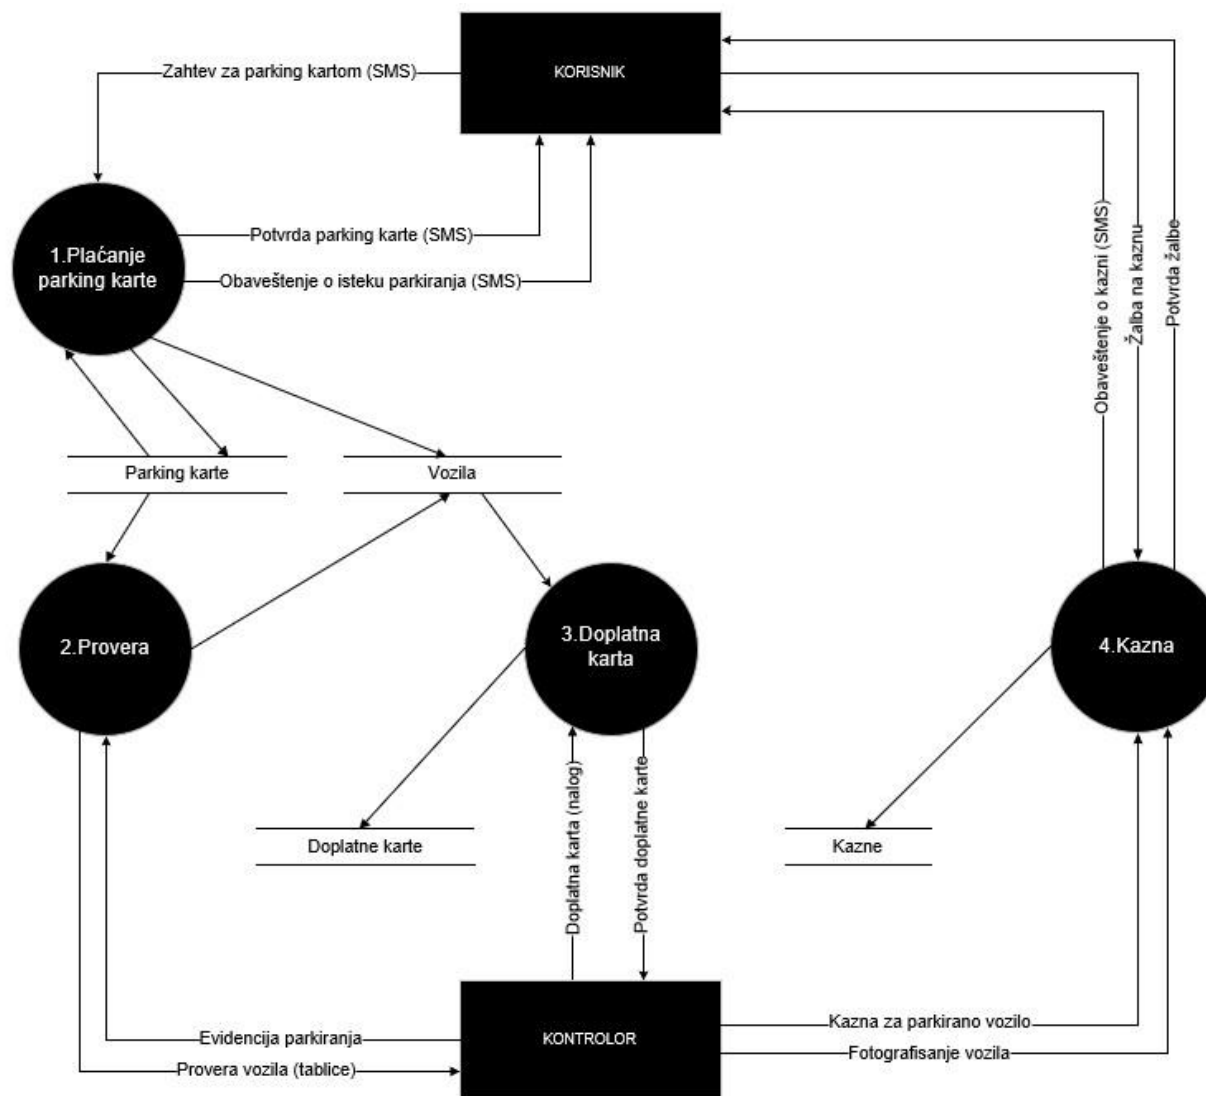 KORISNIK
Zahtev za parking kartom (SMS)
1.Plaćanje
parking karte
Potvrda parking karte (SMS)
Obaveštenje o isteku parkiranja (SMS)
Obaveštenje o kazni (SMS)
Žalba na kaznu
Potvrda žalbe
Parking karte
Vozila
2.Provera
3.Doplatna
karta
4.Kazna
Doplatne karte
Doplatna karta (nalog)
Potvrda doplatne karte
Kazne
Evidencija parkiranja
Provera vozila (tablice)
KONTROLOR
Kazna za parkirano vozilo
Fotografisanje vozila